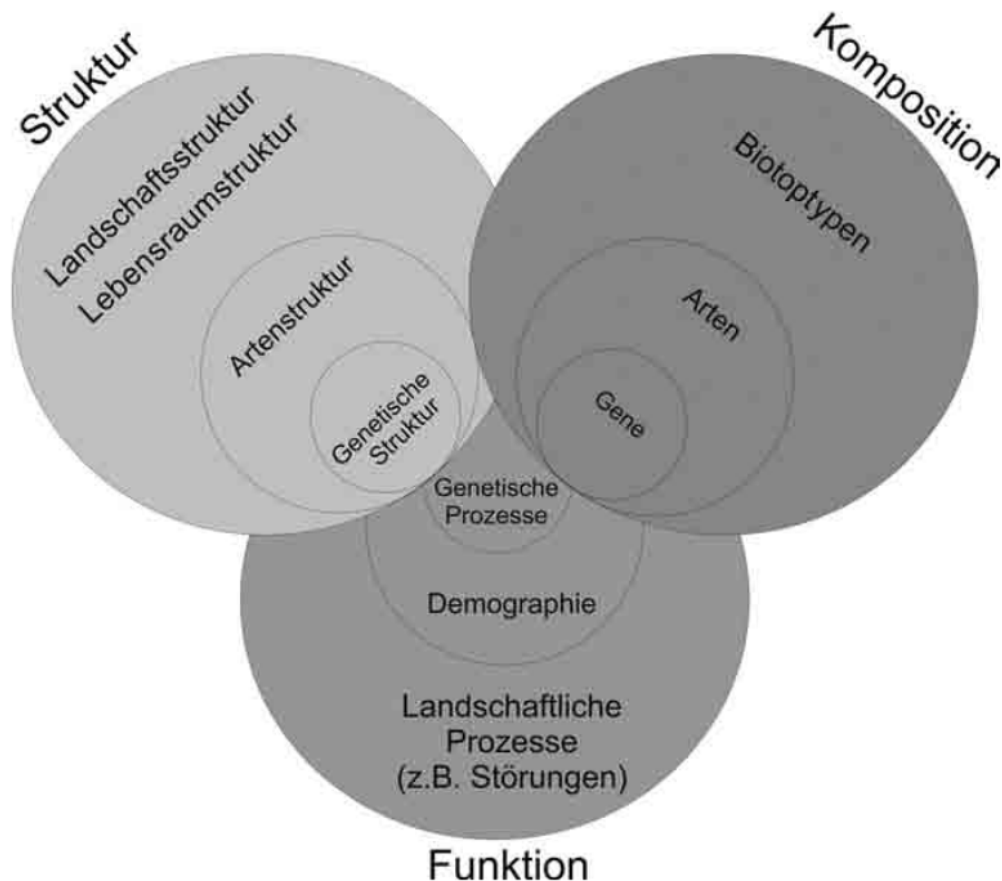 Struktur
Landschaftsstruktur
Lebensraumstruktur
Artenstruktur
Genetische
Struktur
Komposition
Biotoptypen
Arten
Gene
Genetische
Prozesse
Demographie
Landschaftliche
Prozesse
(z.B. Störungen)
Funktion